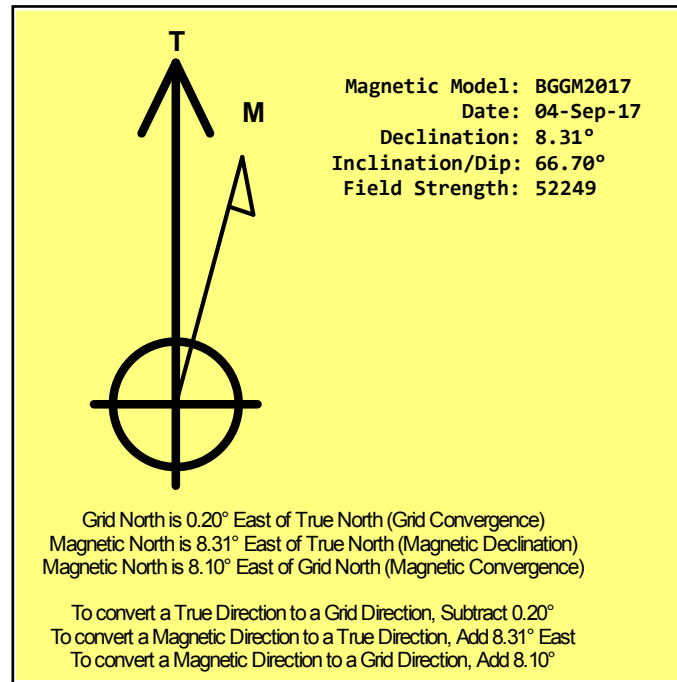 T
M
Magnetic Model: BGGM2017
Date: 04-Sep-17
Declination: 8.31°
Inclination/Dip: 66.70°
Field Strength: 52249
Grid North is 0.20° East of True North (Grid Convergence)
Magnetic North is 8.31° East of True North (Magnetic Declination)
Magnetic North is 8.10° East of Grid North (Magnetic Convergence)
To convert a True Direction to a Grid Direction, Subtract 0.20°
To convert a Magnetic Direction to a True Direction, Add 8.31° East
To convert a Magnetic Direction to a Grid Direction, Add 8.10°